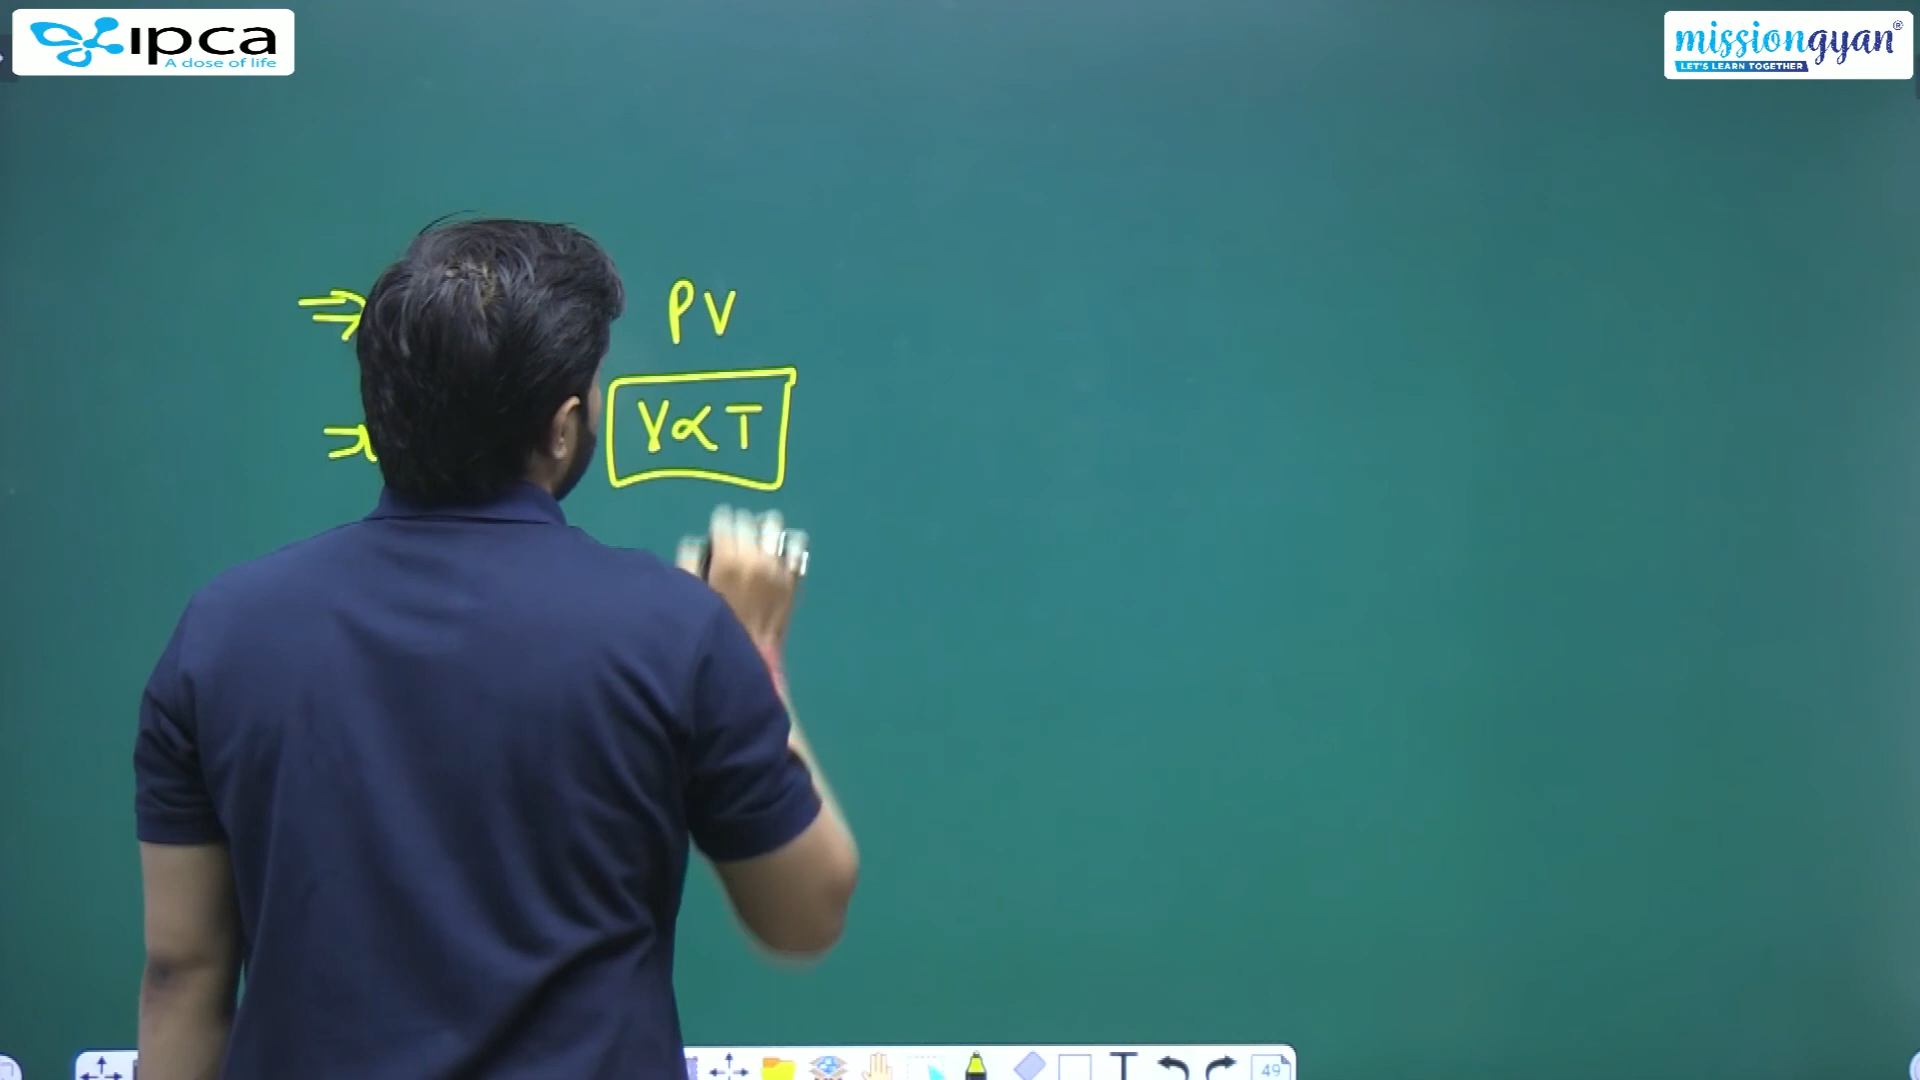 ipca
A dose of life
missiongyan®
LET'S LEARN TOGETHER
⇒ PV
V∝T
T
49